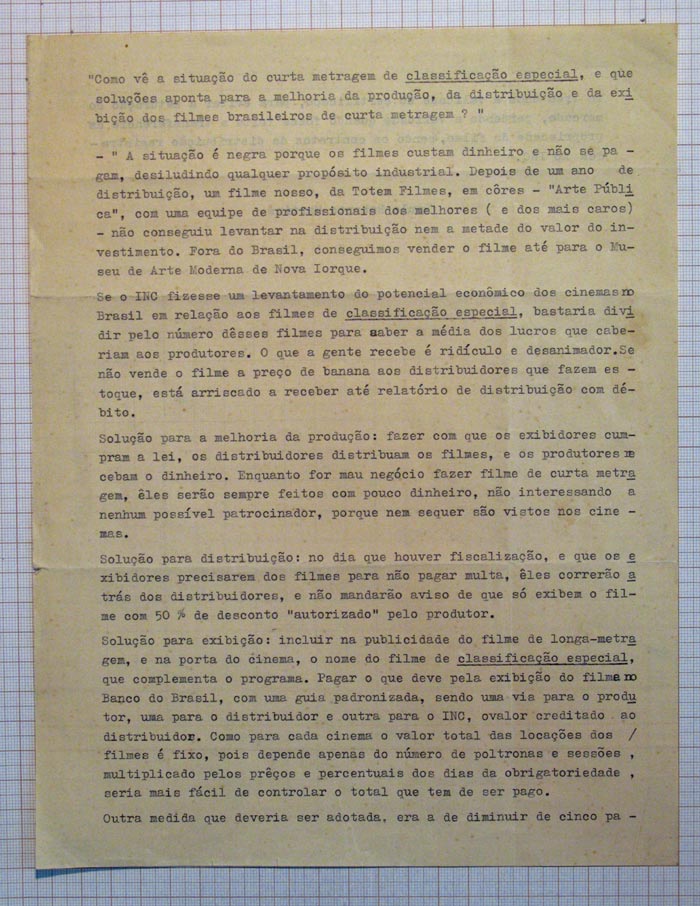 "Como vê a situação do curta metragem de classificação especial, e que
soluções aponta para a melhoria da produção, da distribuição e da exi
bição dos filmes brasileiros de curta metragem ? "
- " A situação é negra porque os filmes custam dinheiro e não se pa -
gam, desiludindo qualquer propósito industrial. Depois de um ano de
distribuição, um filme nosso, da Totem Filmes, em côres - "Arte Públi
ca", com uma equipe de profissionais dos melhores ( e dos mais caros)
- não conseguiu levantar na distribuição nem a metade do valor do in-
vestimento. Fora do Brasil, conseguimos vender o filme até para o Mu-
seu de Arte Moderna de Nova Iorque.
Se o INC fizesse um levantamento do potencial econômico dos cinemas no
Brasil em relação aos filmes de classificação especial, bastaria divi
dir pelo número dêsses filmes para saber a média dos lucros que cabe-
riam aos produtores. O que a gente recebe é ridículo e desanimador.Se
não vende o filme a preço de banana aos distribuidores que fazem es -
toque, está arriscado a receber até relatório de distribuição com dé-
bito.
Solução para a melhoria da produção: fazer com que os exibidores cum-
pram a lei, os distribuidores distribuam os filmes, e os produtores re
cebam o dinheiro. Enquanto for mau negócio fazer filme de curta metra
gem, êles serão sempre feitos com pouco dinheiro, não interessando a
nenhum possível patrocinador, porque nem sequer são vistos nos cine -
mas.
Solução para distribuição: no dia que houver fiscalização, e que os e
xibidores precisarem dos filmes para não pagar multa, êles correrão a
trás dos distribuidores, e não mandarão aviso de que só exibem o fil-
me com 50 % de desconto "autorizado" pelo produtor.
Solução para exibição: incluir na publicidade do filme de longa-metra
gem, e na porta do cinema, o nome do filme de classificação especial,
que complementa o programa. Pagar o que deve pela exibição do filme no
Banco do Brasil, com uma guia padronizada, sendo uma via para o produ
tor, uma para o distribuidor e outra para o INC, ovalor creditado ao
distribuidor. Como para cada cinema o valor total das locações dos /
filmes é fixo, pois depende apenas do número de poltronas e sessões ,
multiplicado pelos prêços e percentuais dos dias da obrigatoriedade ,
seria mais fácil de controlar o total que tem de ser pago.
Outra medida que deveria ser adotada, era a de diminuir de cinco pa -